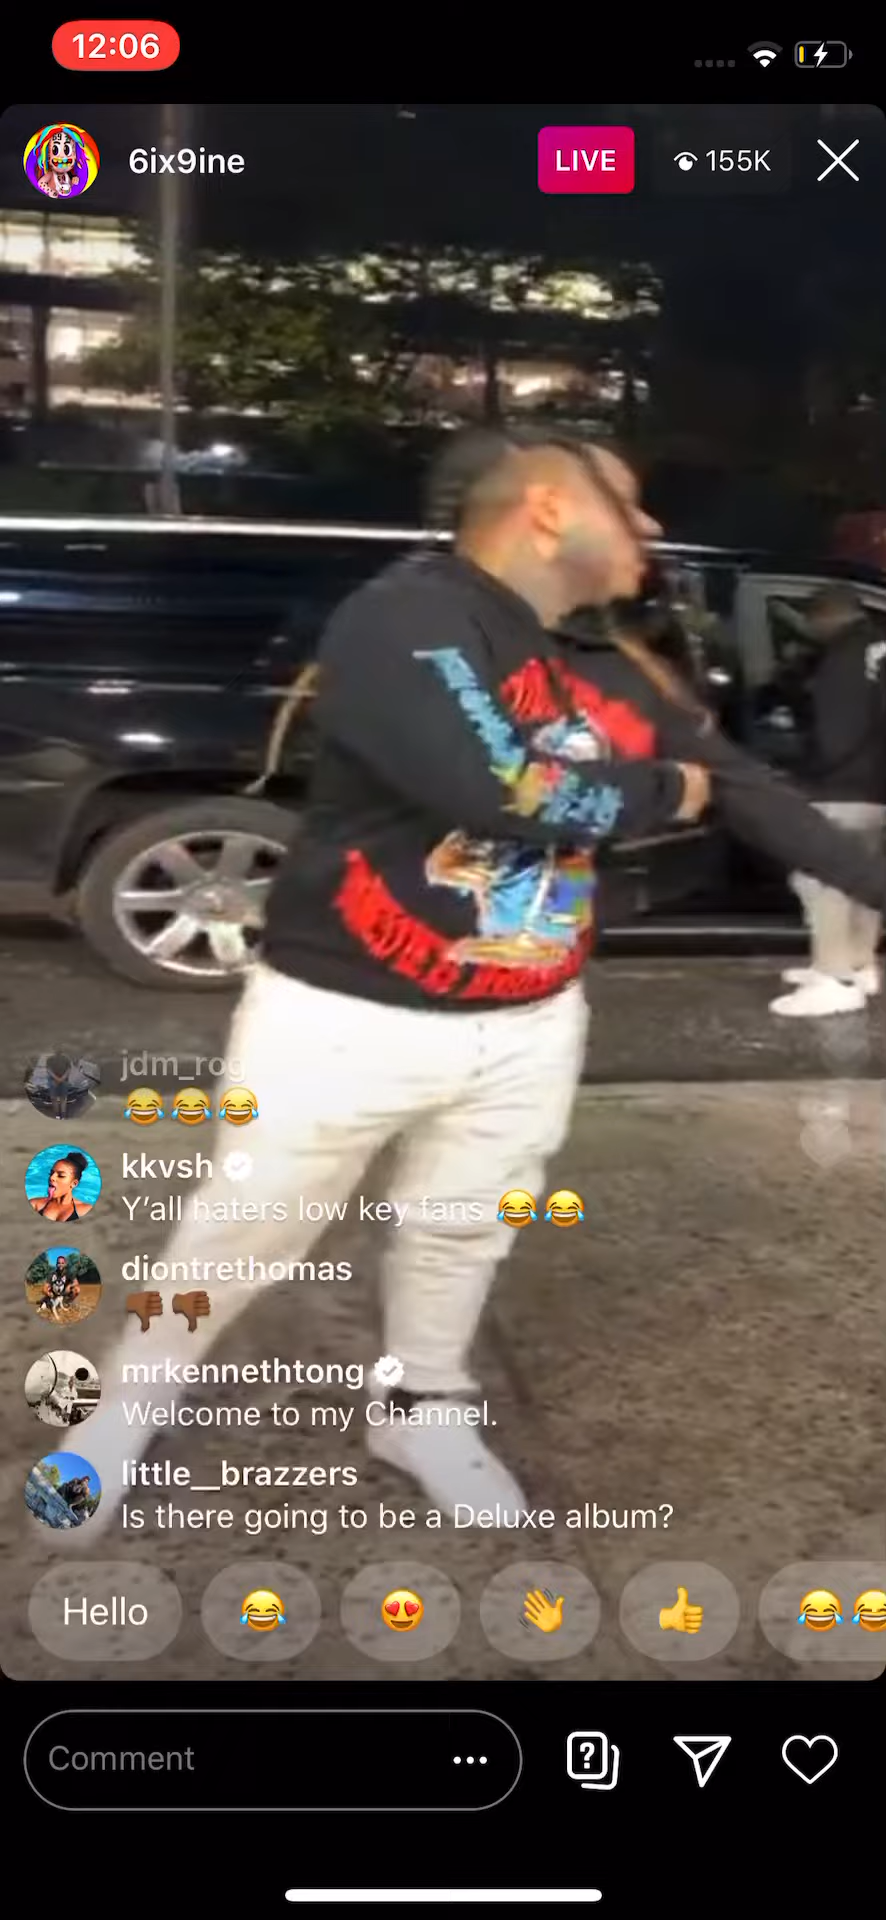 12:06
6ix9ine
LIVE
155K
jdm_rog
😂😂😂
kkvsh
Y'all haters low key fans 😂😂
diontrethomas
👎🏾👎🏾
mrkennethtong
Welcome to my Channel.
little__brazzers
Is there going to be a Deluxe album?
Hello 😂 😍 👋 👍 😂😂
Comment